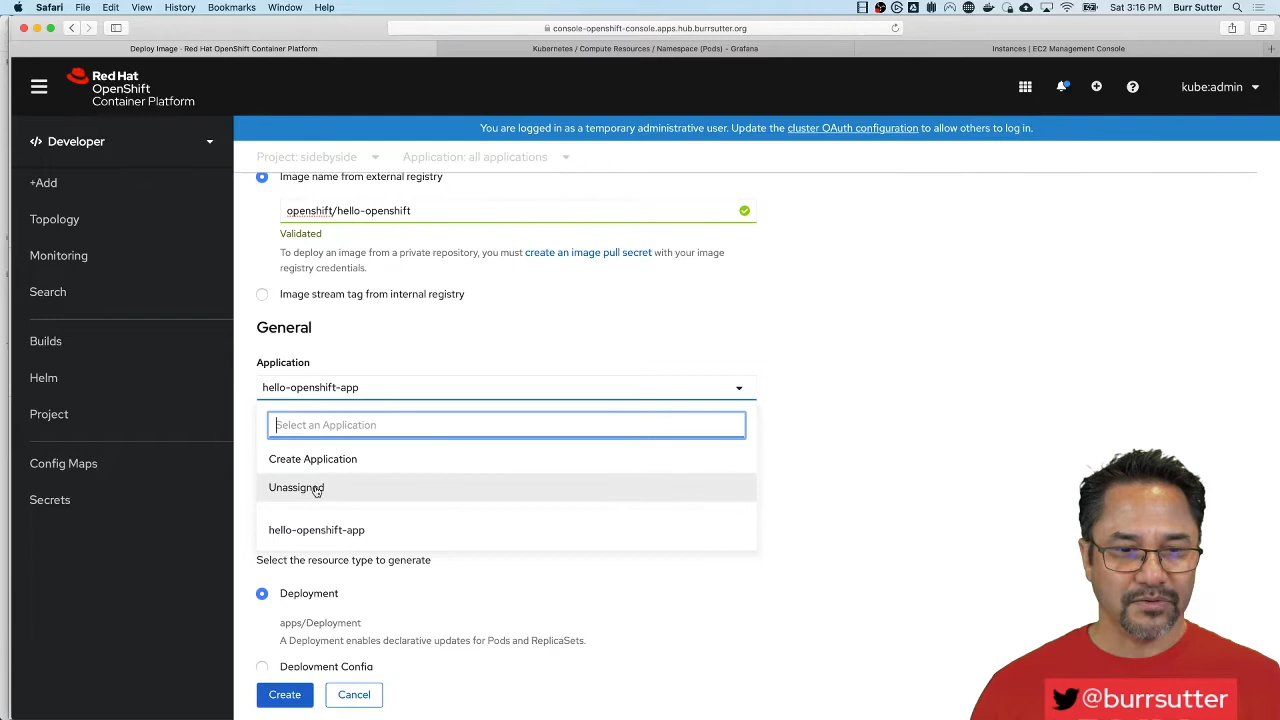 Safari File Edit View History Bookmarks Window Help Sat 3:16 PM Burr Sutter
console-openshift-console.apps.hub.burrsutter.org
Deploy Image · Red Hat OpenShift Container Platform
Kubernetes / Compute Resources / Namespace (Pods) - Grafana
Instances | EC2 Management Console
Red Hat
OpenShift
Container Platform
kube:admin
Developer
You are logged in as a temporary administrative user. Update the cluster OAuth configuration to allow others to log in.
Project: sidebyside Application: all applications
+Add
Topology
Monitoring
Search
Builds
Helm
Project
Config Maps
Secrets
Image name from external registry
openshift/hello-openshift
Validated
To deploy an image from a private repository, you must create an image pull secret with your image
registry credentials.
Image stream tag from internal registry
General
Application
hello-openshift-app
Select an Application
Create Application
Unassigned
hello-openshift-app
Select the resource type to generate
Deployment
apps/Deployment
A Deployment enables declarative updates for Pods and ReplicaSets.
Deployment Config
Create Cancel
@burrsutter